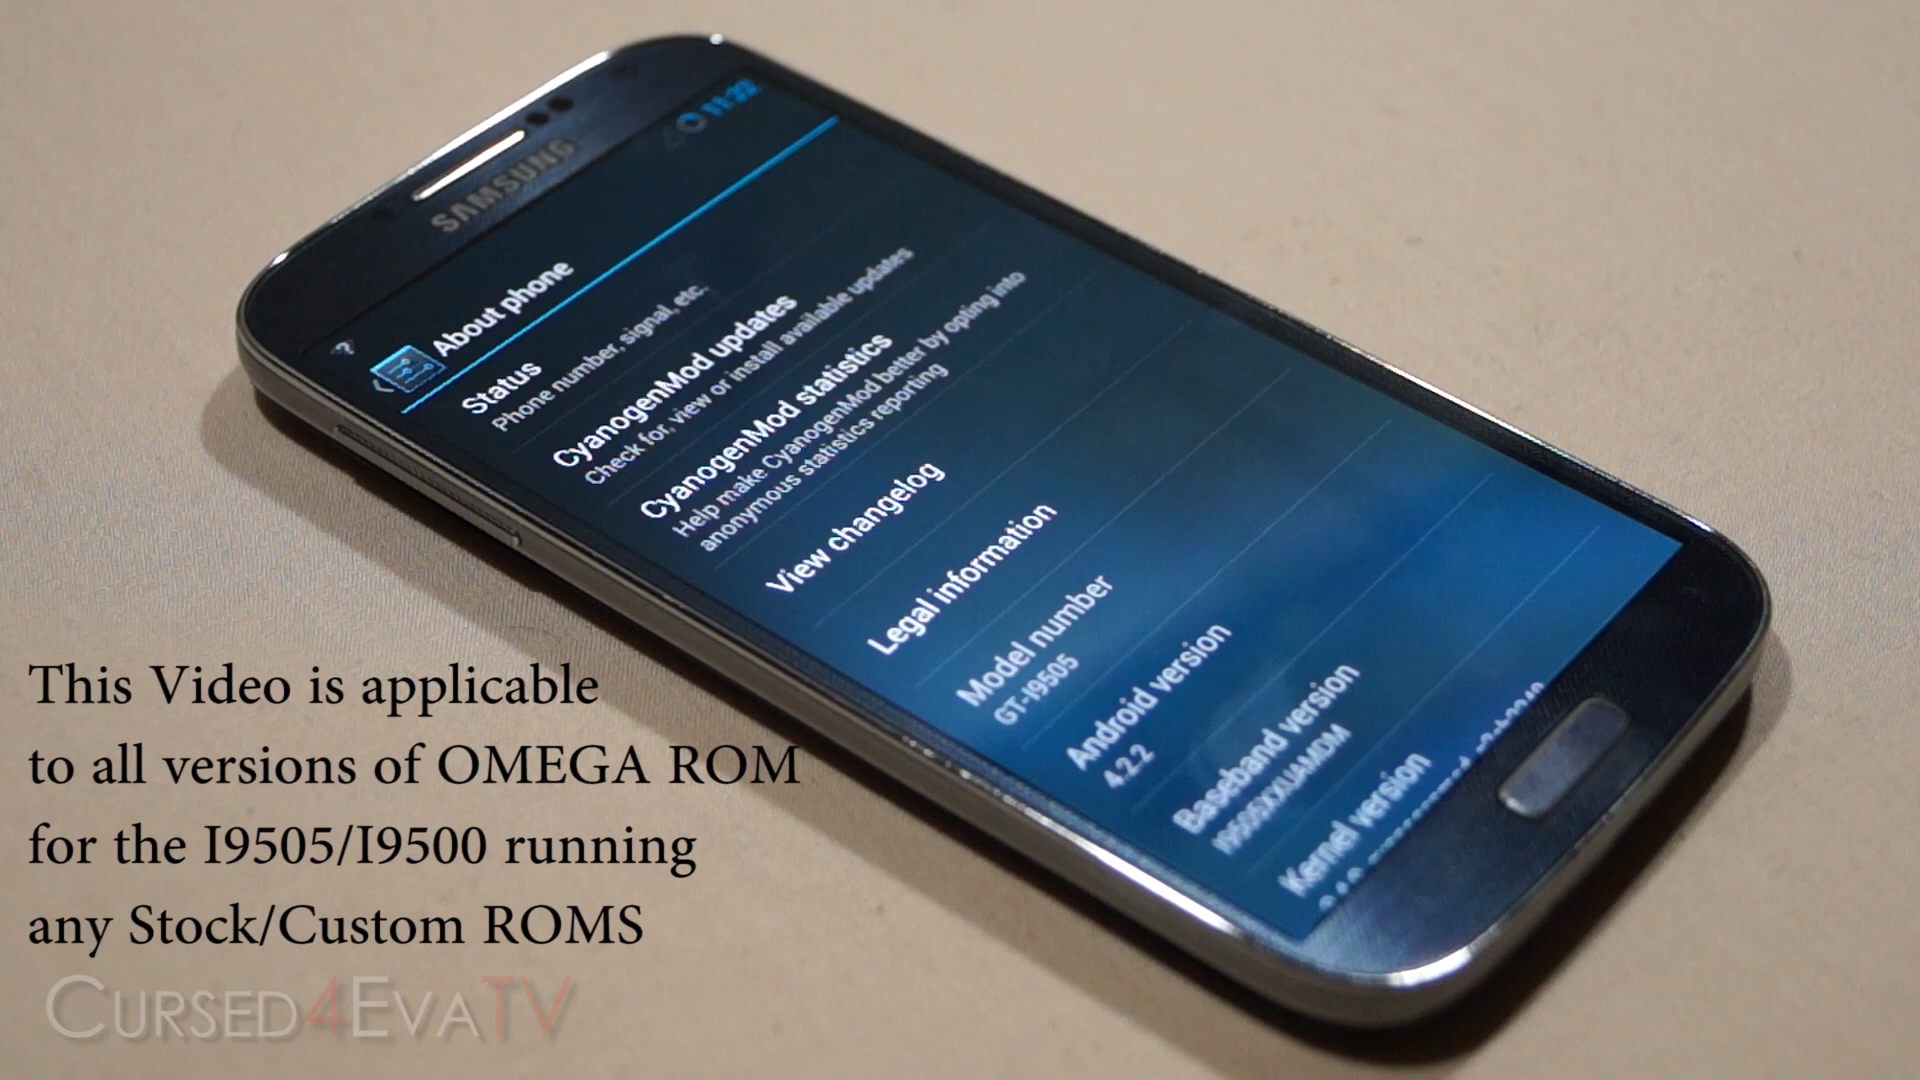 11:32
SAMSUNG
About phone
Status
Phone number, signal, etc.
CyanogenMod updates
Check for, view or install available updates
CyanogenMod statistics
Help make CyanogenMod better by opting into
anonymous statistics reporting
View changelog
Legal information
Model number
GT-I9505
Android version
4.2.2
Baseband version
I9505XXUAMDM
Kernel version
This Video is applicable
to all versions of OMEGA ROM
for the I9505/I9500 running
any Stock/Custom ROMS
CURSED4EVATV